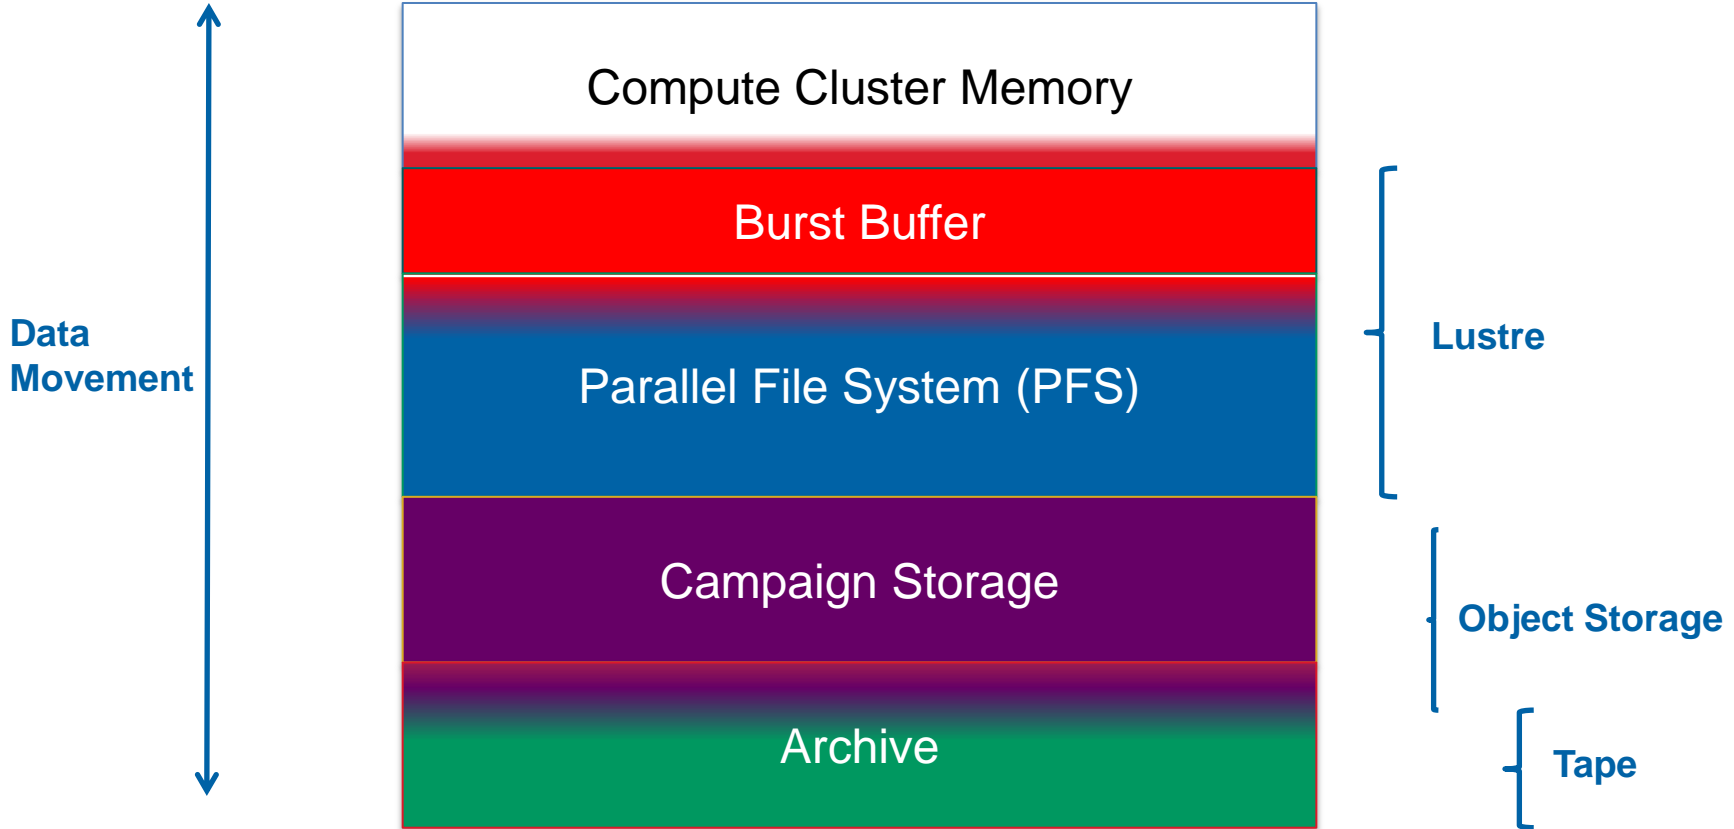 Compute Cluster Memory
Burst Buffer
Data
Movement
Lustre
Parallel File System (PFS)
Campaign Storage
Object Storage
Archive
Tape